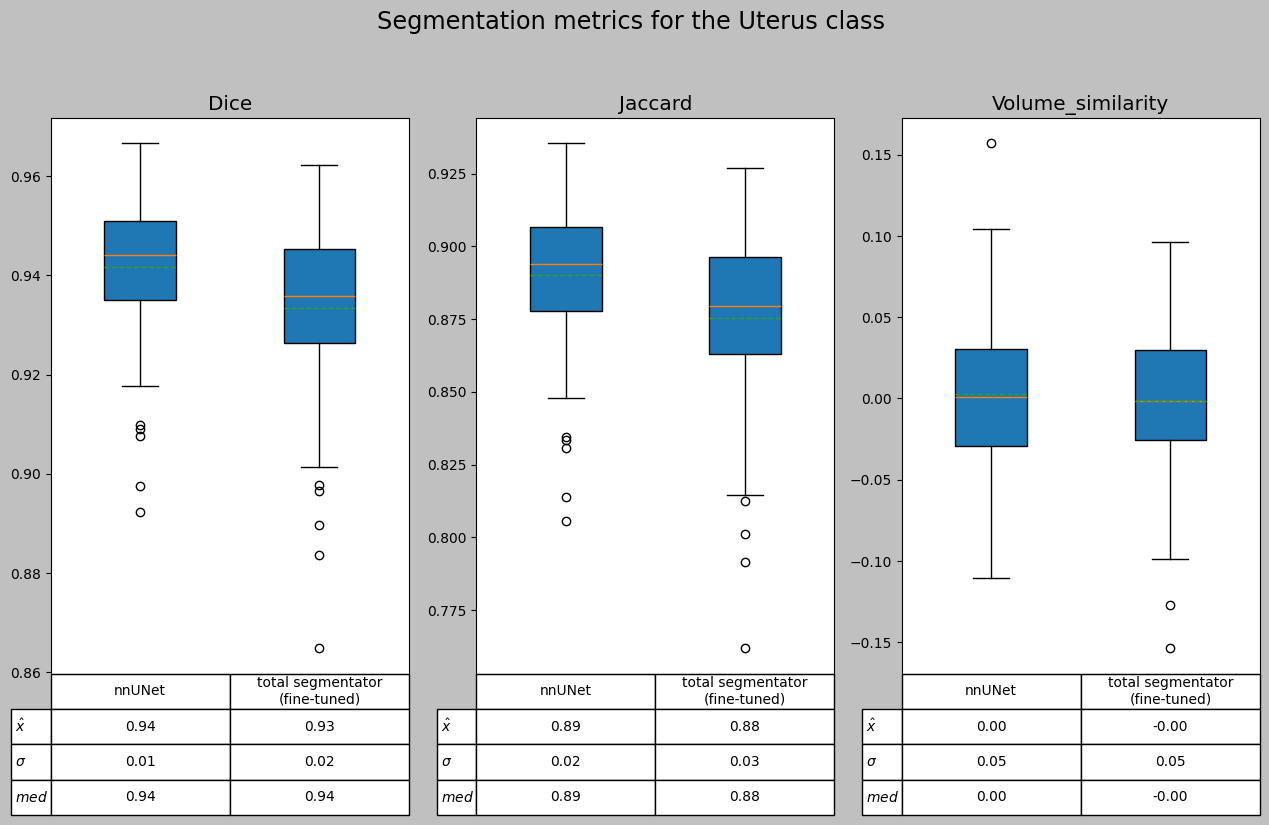 Segmentation metrics for the Uterus class
Dice
0.96
0.94
0.92
0.90
0.88
0.86
nnUNet
total segmentator
(fine-tuned)
x̂ 0.94 0.93
σ 0.01 0.02
med 0.94 0.94
Jaccard
0.925
0.900
0.875
0.850
0.825
0.800
0.775
nnUNet
total segmentator
(fine-tuned)
x̂ 0.89 0.88
σ 0.02 0.03
med 0.89 0.88
Volume_similarity
0.15
0.10
0.05
0.00
−0.05
−0.10
−0.15
nnUNet
total segmentator
(fine-tuned)
x̂ 0.00 -0.00
σ 0.05 0.05
med 0.00 -0.00